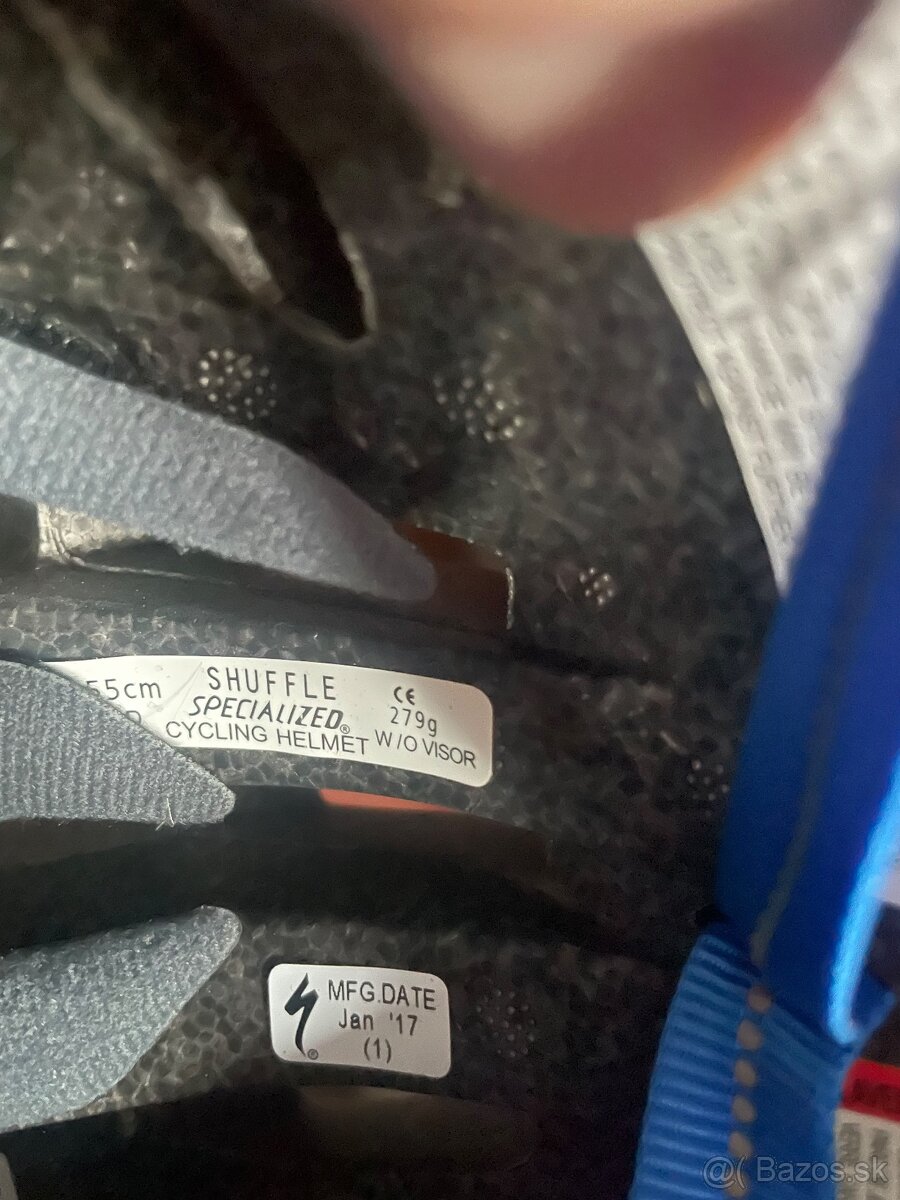 55cm SHUFFLE CE
SPECIALIZED® 279g
CYCLING HELMET W/O VISOR
MFG.DATE
Jan '17
(1)
®
@( Bazos.sk